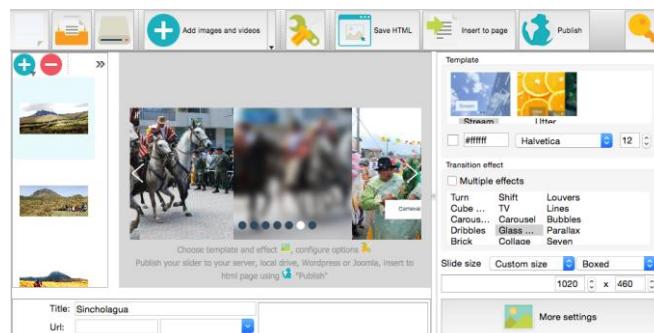 Add images and videos
Save HTML
Insert to page
Publish
»
Template
Stream
Utter
#ffffff
Helvetica
12
Transition effect
Multiple effects
Turn Shift Louvers
Cube ... TV Lines
Carous... Carousel Bubbles
Dribbles Glass ... Parallax
Brick Collage Seven
Carnaval
Choose template and effect , configure options
Publish your slider to your server, local drive, Wordpress or Joomla, insert to
html page using "Publish"
Slide size Custom size Boxed
1020 x 460
More settings
Title: Sincholagua
Url: